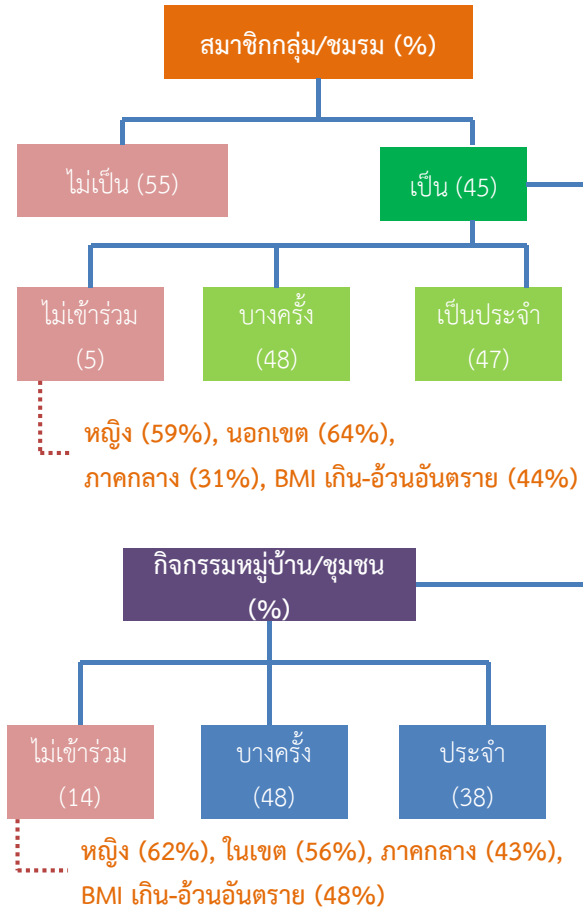 สมาชิกกลุ่ม/ชมรม (%)
ไม่เป็น (55)
เป็น (45)
ไม่เข้าร่วม
(5)
บางครั้ง
(48)
เป็นประจำ
(47)
หญิง (59%), นอกเขต (64%),
ภาคกลาง (31%), BMI เกิน-อ้วนอันตราย (44%)
กิจกรรมหมู่บ้าน/ชุมชน
(%)
ไม่เข้าร่วม
(14)
บางครั้ง
(48)
ประจำ
(38)
หญิง (62%), ในเขต (56%), ภาคกลาง (43%),
BMI เกิน-อ้วนอันตราย (48%)